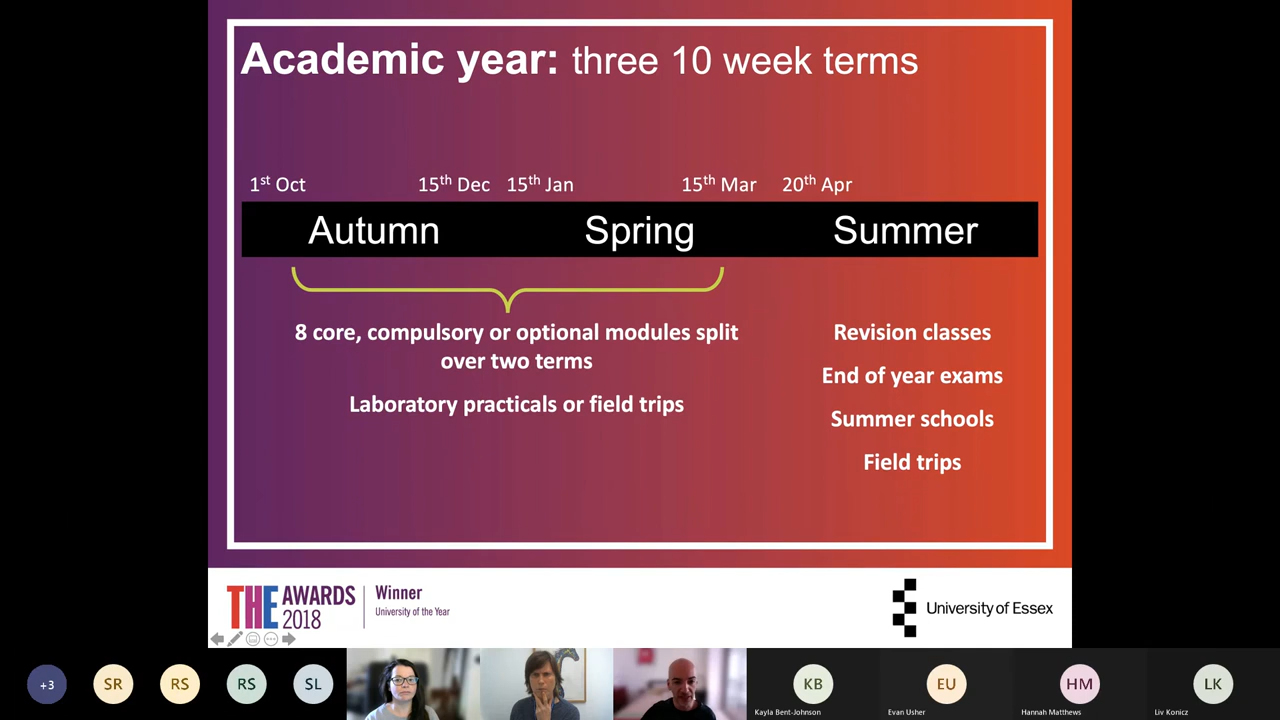 Academic year: three 10 week terms
1st Oct 15th Dec 15th Jan 15th Mar 20th Apr
Autumn Spring Summer
8 core, compulsory or optional modules split
over two terms
Laboratory practicals or field trips
Revision classes
End of year exams
Summer schools
Field trips
THE AWARDS
2018
Winner
University of the Year
University of Essex
+3 SR RS RS SL KB EU HM LK
Kayla Bent-Johnson Evan Usher Hannah Matthews Liv Konicz